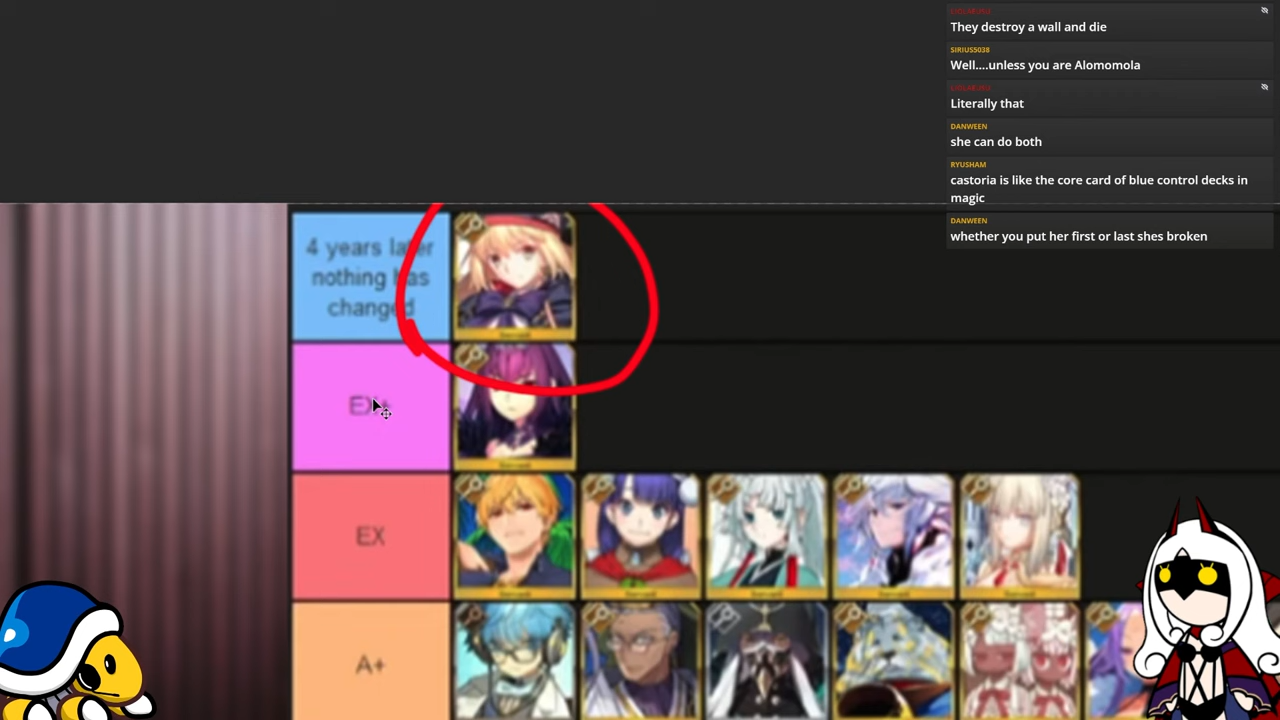 They destroy a wall and die
SIRIUS5038
Well....unless you are Alomomola
Literally that
DANWEEN
she can do both
RYUSHAM
castoria is like the core card of blue control decks in
magic
DANWEEN
whether you put her first or last shes broken
4 years later
nothing has
changed
EX+
EX
A+